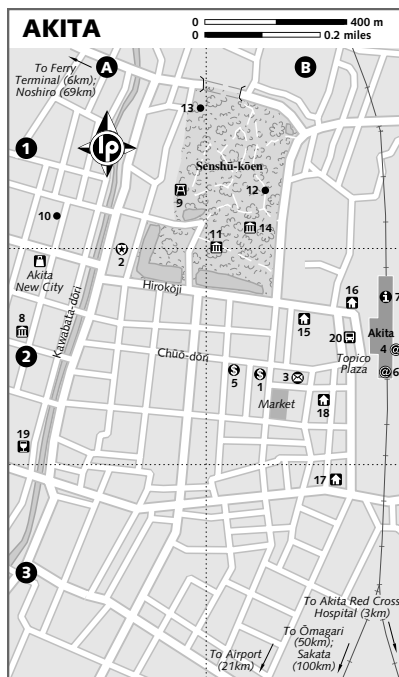 AKITA
0 400 m
0 0.2 miles
To Ferry
Terminal (6km);
Noshiro (69km)
A
B
13
1
lp
Senshū-kōen
12
9
10
14
11
2
Akita
New City
Hirokōji
16
7
8
Kawabata-dōri
15
20
Akita
4 @
2
Chūō-dōri
Topico
Plaza
@ 6
$
5
$
1
3
Market
18
19
17
3
To Akita Red Cross
Hospital (3km)
To Ōmagari
(50km);
Sakata
(100km)
To Airport
(21km)